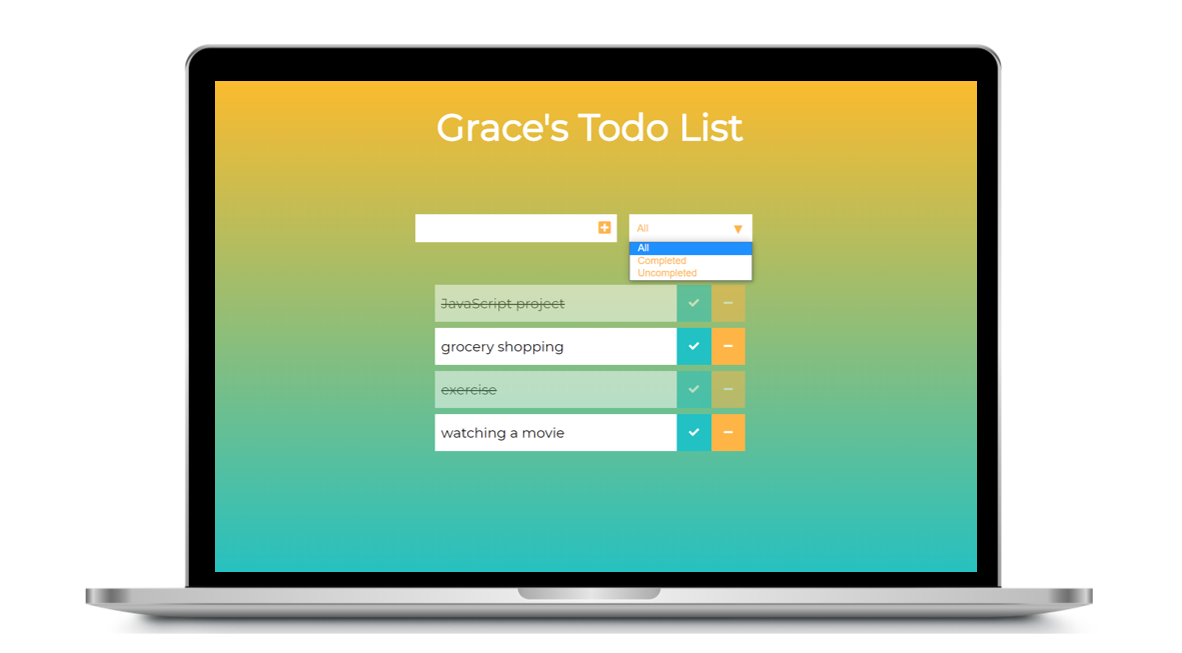 Grace's Todo List
All
All
Completed
Uncompleted
JavaScript project
grocery shopping
exercise
watching a movie